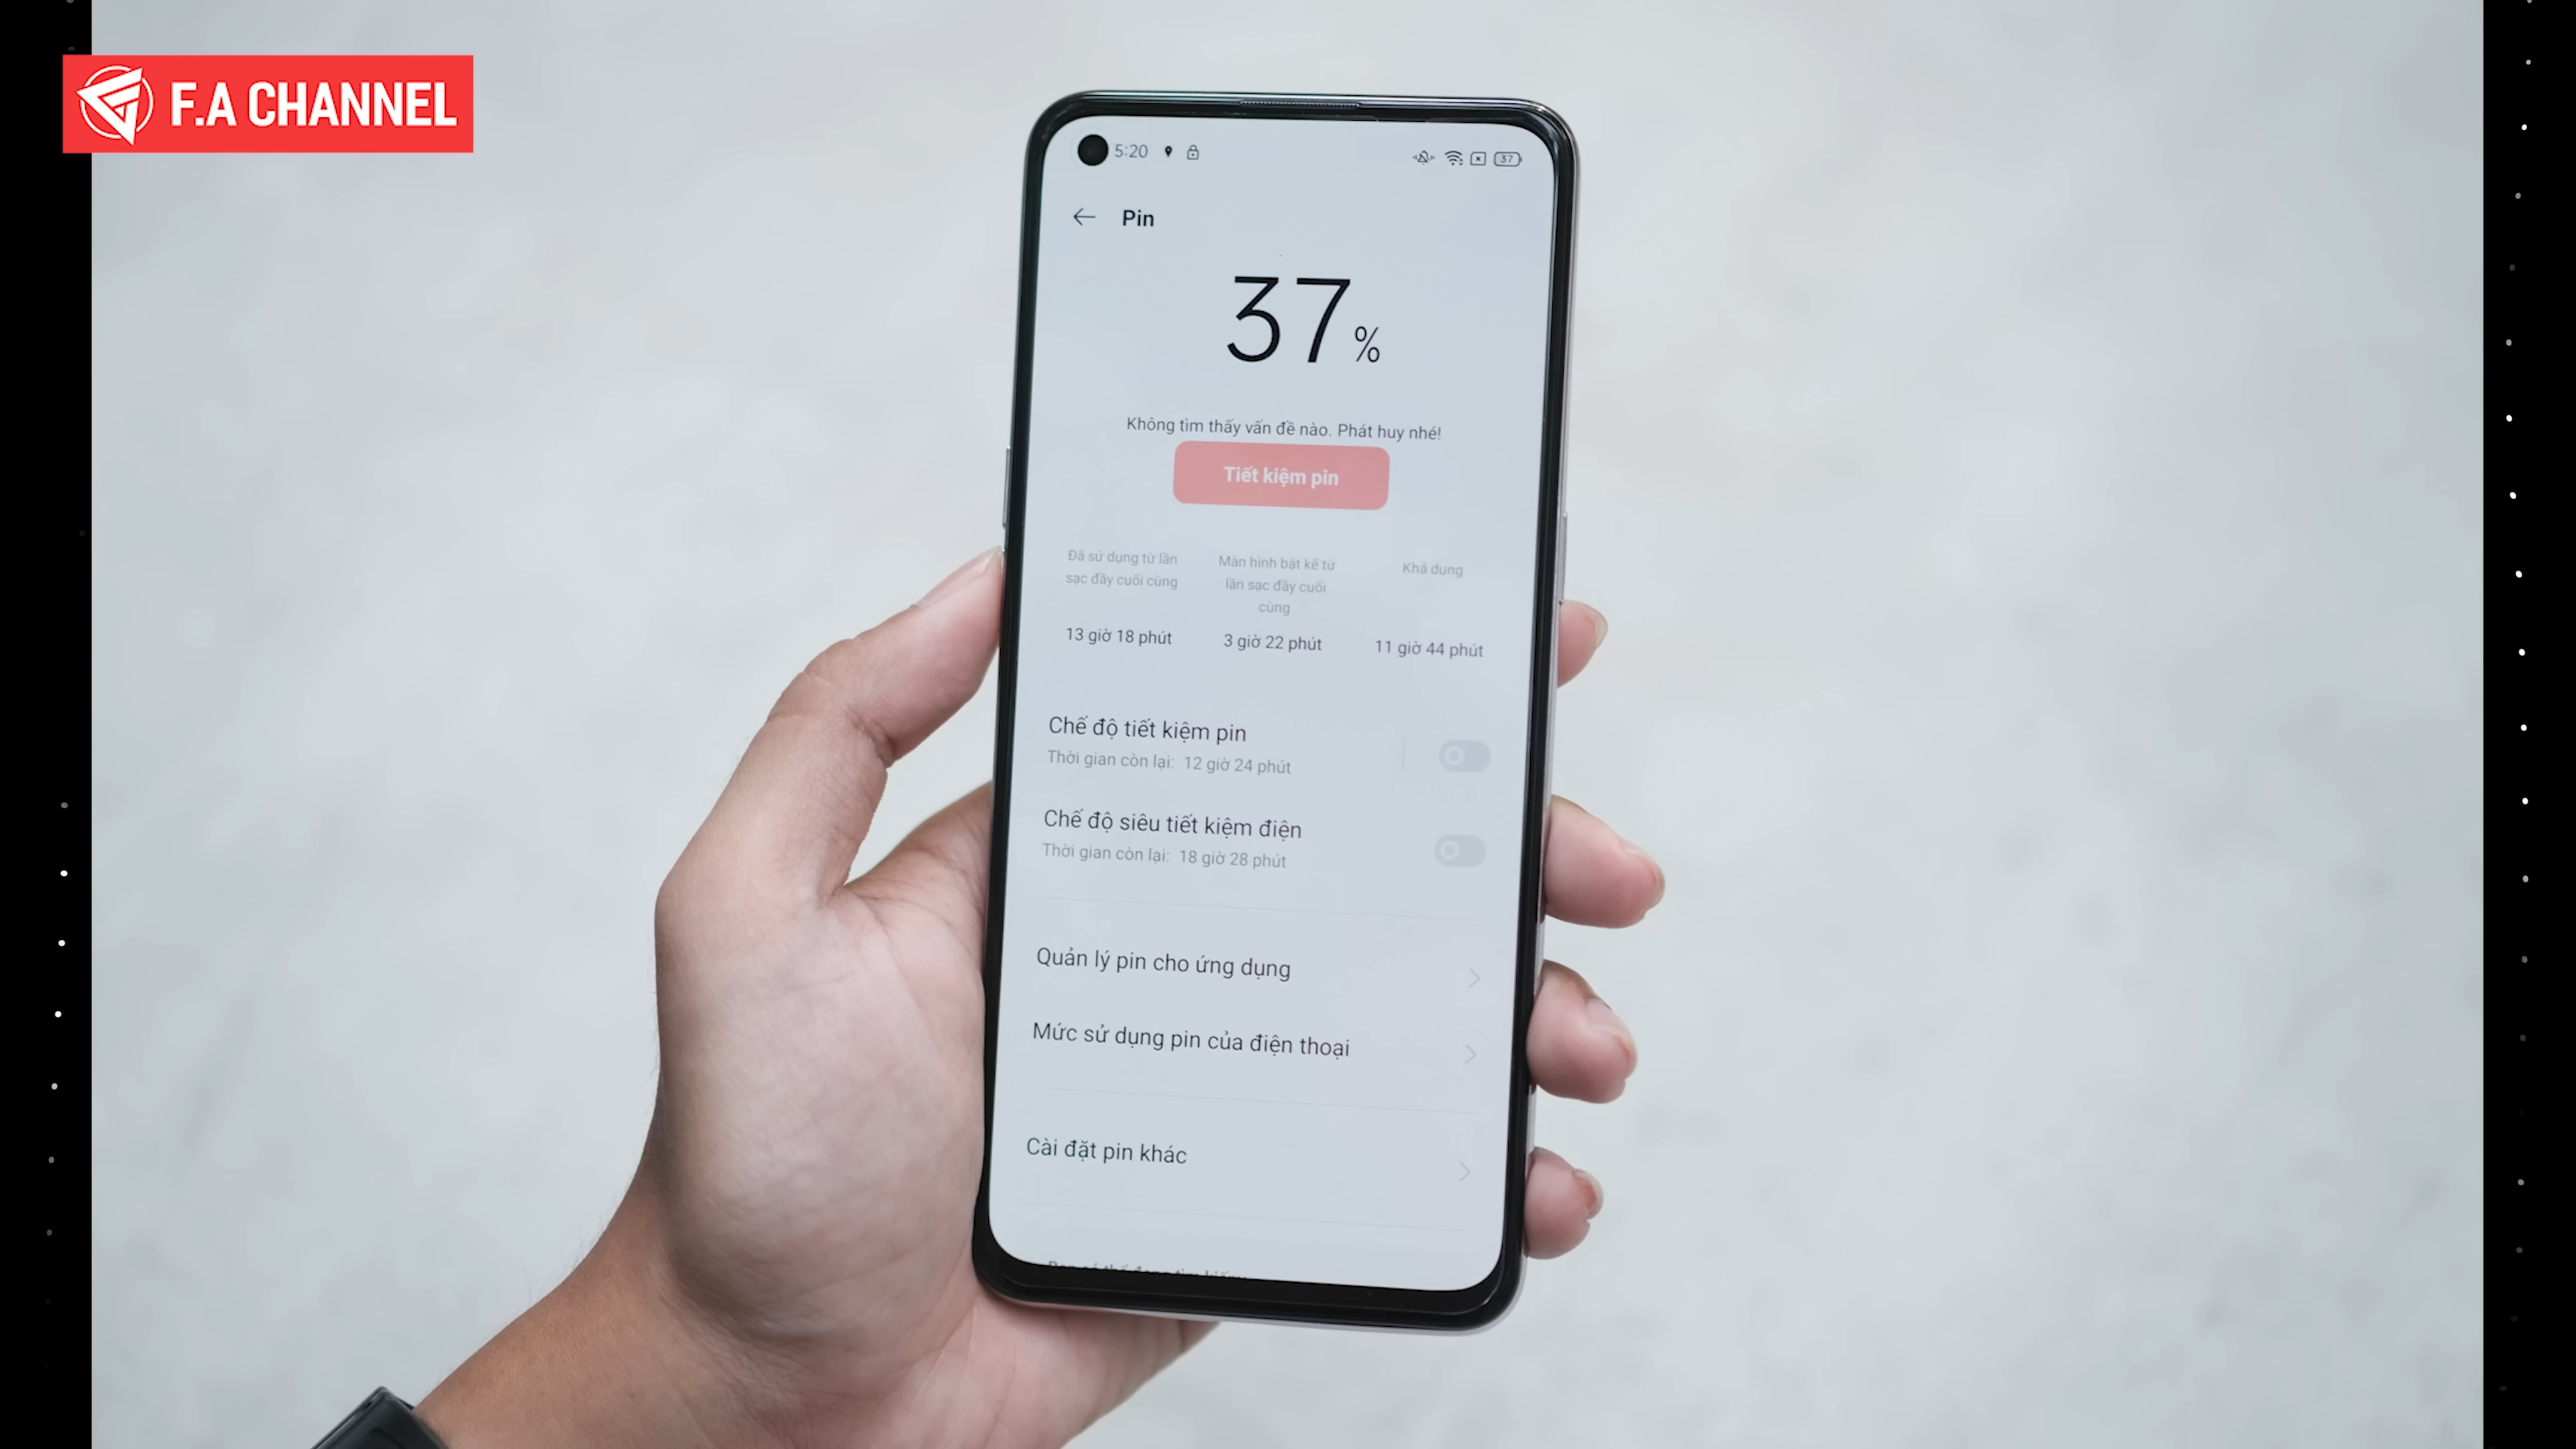 F.A CHANNEL
5:20
37
Pin
37%
Không tìm thấy vấn đề nào. Phát huy nhé!
Tiết kiệm pin
Đã sử dụng từ lần
sạc đầy cuối cùng
13 giờ 18 phút
Màn hình bật kể từ
lần sạc đầy cuối
cùng
3 giờ 22 phút
Khả dụng
11 giờ 44 phút
Chế độ tiết kiệm pin
Thời gian còn lại: 12 giờ 24 phút
Chế độ siêu tiết kiệm điện
Thời gian còn lại: 18 giờ 28 phút
Quản lý pin cho ứng dụng
Mức sử dụng pin của điện thoại
Cài đặt pin khác